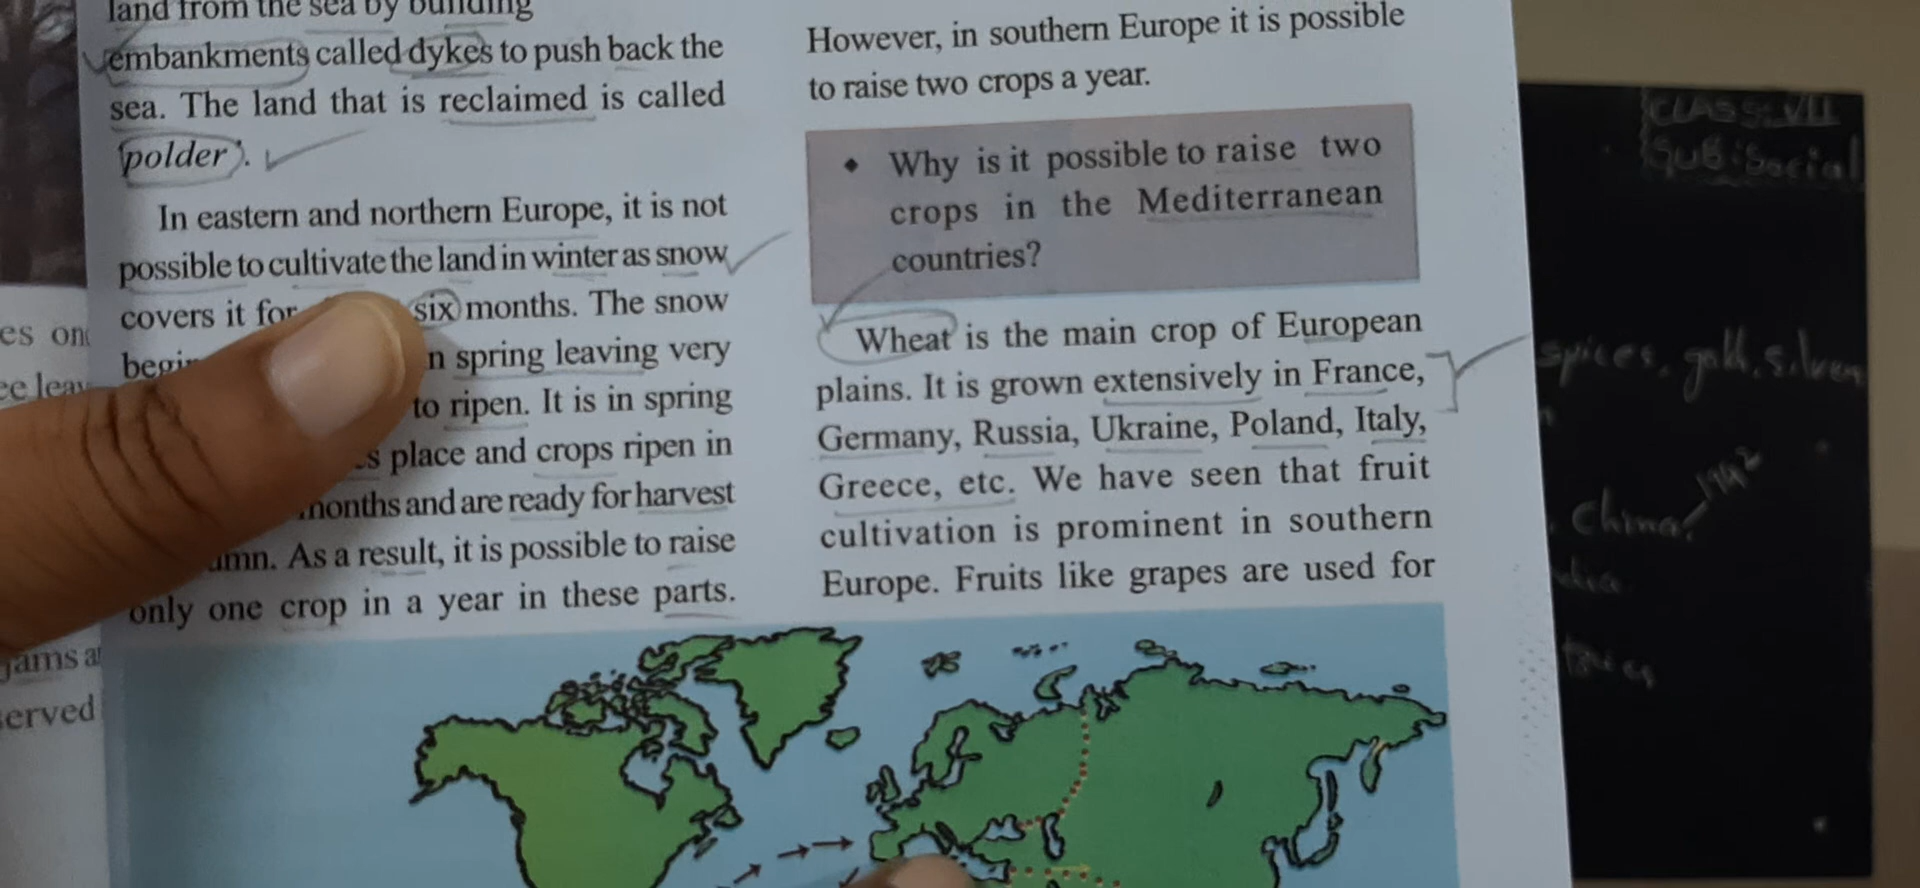 land from the sea by building
embankments called dykes to push back the
sea. The land that is reclaimed is called
'polder'.
In eastern and northern Europe, it is not
possible to cultivate the land in winter as snow
covers it for six months. The snow
spring leaving very
to ripen. It is in spring
place and crops ripen in
months and are ready for harvest
As a result, it is possible to raise
only one crop in a year in these parts.
However, in southern Europe it is possible
to raise two crops a year.
• Why is it possible to raise two
crops in the Mediterranean
countries?
Wheat is the main crop of European
plains. It is grown extensively in France,
Germany, Russia, Ukraine, Poland, Italy,
Greece, etc. We have seen that fruit
cultivation is prominent in southern
Europe. Fruits like grapes are used for
CLASS: VII
Sub: Social
spices, gold, silver
China